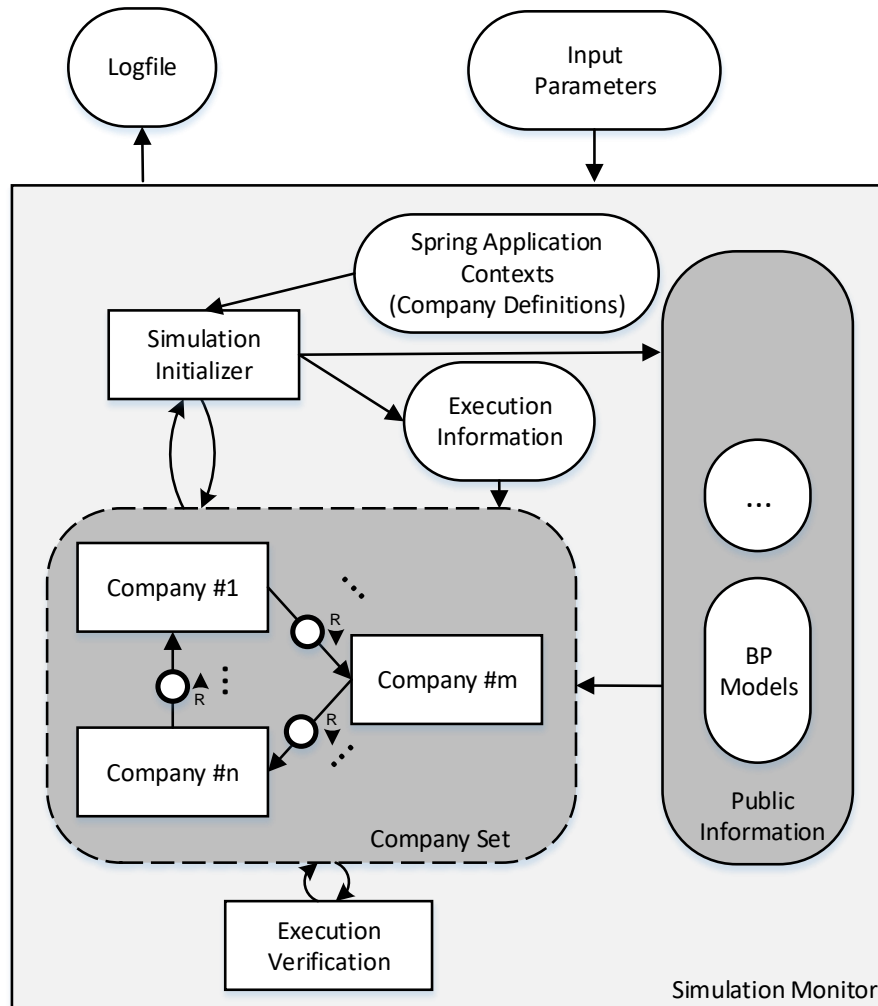 Logfile
Input
Parameters
Spring Application
Contexts
(Company Definitions)
Simulation
Initializer
Execution
Information
...
Company #1
...
R
Company #m
BP
Models
R
...
R
...
Company #n
Public
Information
Company Set
Execution
Verification
Simulation Monitor